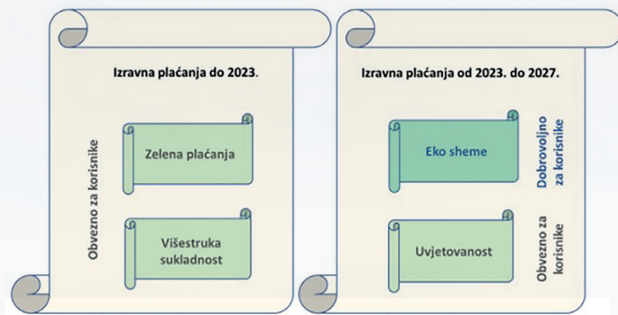 Izravna plaćanja do 2023.
Obvezno za korisnike
Zelena plaćanja
Višestruka
sukladnost
Izravna plaćanja od 2023. do 2027.
Eko sheme
Dobrovoljno
za korisnike
Uvjetovanost
Obvezno za
korisnike